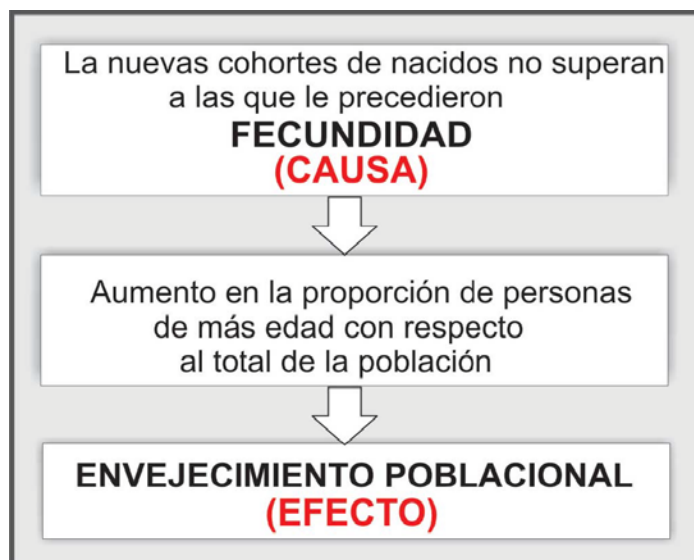 La nuevas cohortes de nacidos no superan
a las que le precedieron
FECUNDIDAD
(CAUSA)
Aumento en la proporción de personas
de más edad con respecto
al total de la población
ENVEJECIMIENTO POBLACIONAL
(EFECTO)